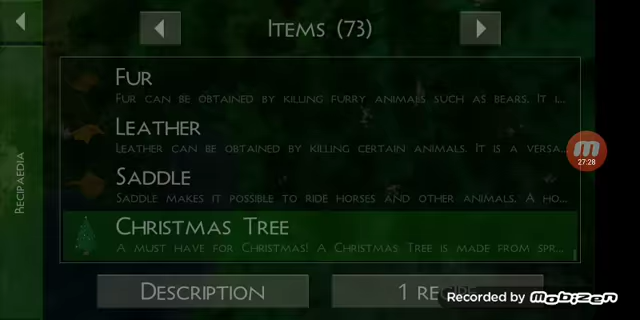 Items (73)
Recipaedia
Fur
Fur can be obtained by killing furry animals such as bears. It l...
Leather
Leather can be obtained by killing certain animals. It is a versa...
Saddle
Saddle makes it possible to ride horses and other animals. A ho...
Christmas Tree
A must have for Christmas! A Christmas Tree is made from spr...
27:28
Description
1 reci
Recorded by mobizen